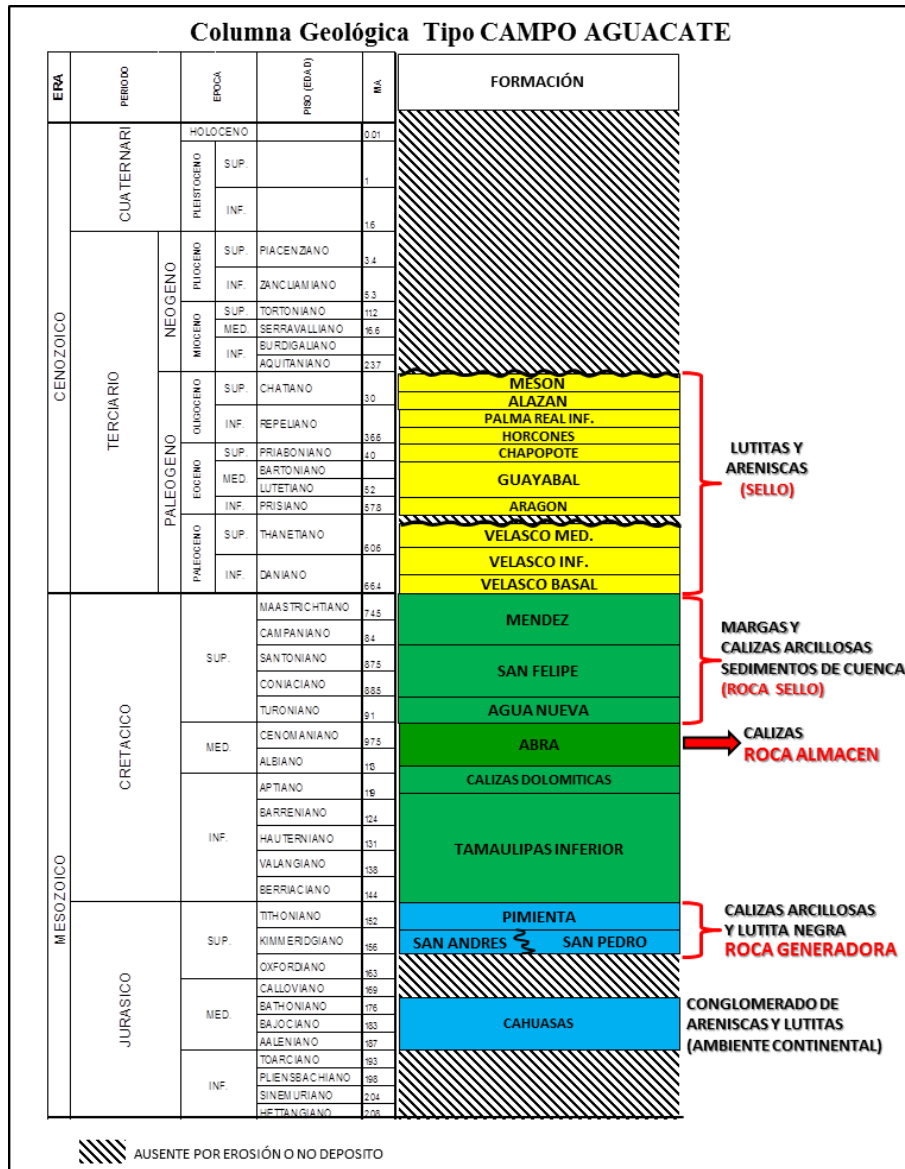 Columna Geológica Tipo CAMPO AGUACATE
ERA
PERIODO
EPOCA
PISO (EDAD)
MA
FORMACIÓN
CENOZOICO
CUATERNARI
HOLOCENO
0.01
PLEISTOCENO
SUP.
1
INF.
1.6
TERCIARIO
NEOGENO
PLIOCENO
SUP.
PIACENZIANO
3.4
INF.
ZANCLIAMIANO
5.3
MIOCENO
SUP.
TORTONIANO
11.2
MED.
SERRAVALLIANO
16.6
INF.
BURDIGALIANO
AQUITANIANO
23.7
PALEOGENO
OLIGOCENO
SUP.
CHATIANO
30
INF.
REPELIANO
36.6
EOCENO
SUP.
PRIABONIANO
40
MED.
BARTONIANO
LUTETIANO
52
INF.
PRISIANO
57.8
PALEOCENO
SUP.
THANETIANO
60.6
INF.
DANIANO
66.4
MESON
ALAZAN
PALMA REAL INF.
HORCONES
CHAPOPOTE
GUAYABAL
ARAGON
VELASCO MED.
VELASCO INF.
VELASCO BASAL
LUTITAS Y
ARENISCAS
(SELLO)
MESOZOICO
CRETACICO
SUP.
MAASTRICHTIANO
74.5
CAMPANIANO
84
SANTONIANO
87.5
CONIACIANO
88.5
TURONIANO
91
MED.
CENOMANIANO
97.5
ALBIANO
INF.
APTIANO
119
BARRENIANO
124
HAUTERNIANO
131
VALANGIANO
138
BERRIACIANO
144
MENDEZ
SAN FELIPE
AGUA NUEVA
ABRA
CALIZAS DOLOMITICAS
TAMAULIPAS INFERIOR
MARGAS Y
CALIZAS ARCILLOSAS
SEDIMENTOS DE CUENCA
(ROCA SELLO)
CALIZAS
ROCA ALMACEN
JURASICO
SUP.
TITHONIANO
152
KIMMERIDGIANO
156
OXFORDIANO
163
MED.
CALLOVIANO
169
BATHONIANO
176
BAJOCIANO
183
AALENIANO
187
INF.
TOARCIANO
193
PLIENSBACHIANO
198
SINEMURIANO
204
HETTANGIANO
208
PIMIENTA
SAN ANDRES
SAN PEDRO
CAHUASAS
CALIZAS ARCILLOSAS
Y LUTITA NEGRA
ROCA GENERADORA
CONGLOMERADO DE
ARENISCAS Y LUTITAS
(AMBIENTE CONTINENTAL)
AUSENTE POR EROSIÓN O NO DEPOSITO